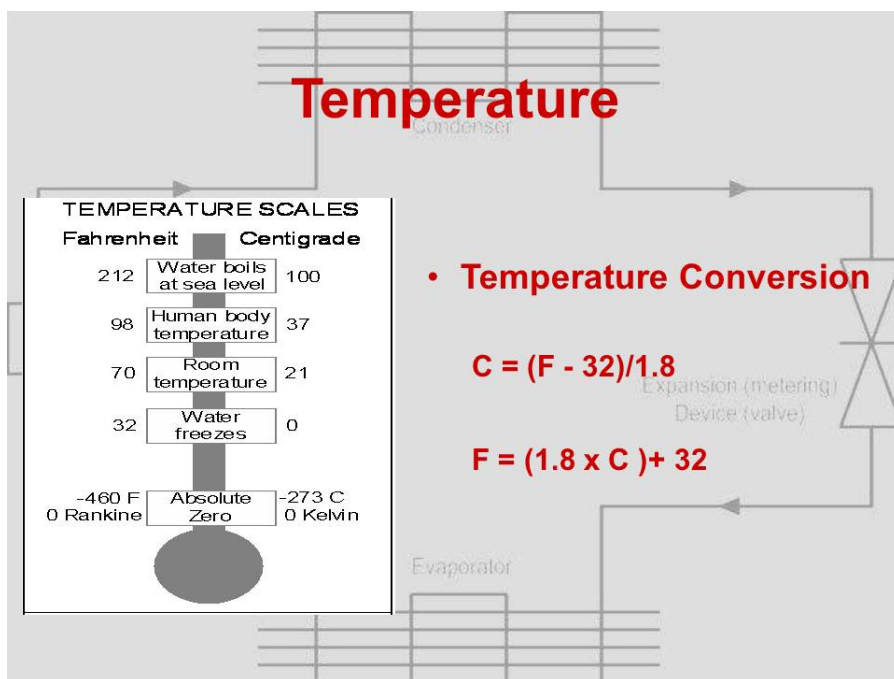 Temperature
Condenser
TEMPERATURE SCALES
Fahrenheit Centigrade
212 Water boils at sea level 100
98 Human body temperature 37
70 Room temperature 21
32 Water freezes 0
-460 F Absolute -273 C
0 Rankine Zero 0 Kelvin
• Temperature Conversion
C = (F - 32)/1.8
Expansion (metering)
Device (valve)
F = (1.8 x C )+ 32
Evaporator